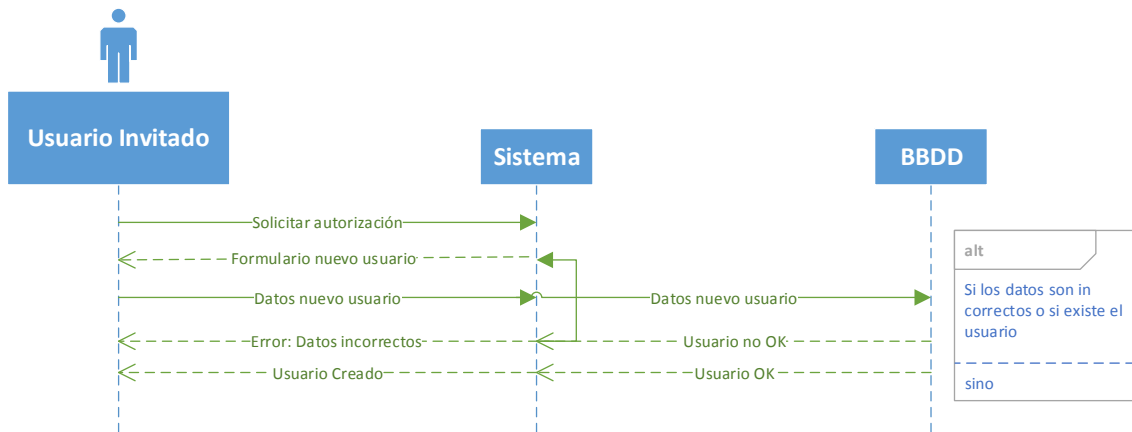 Usuario Invitado
Sistema
BBDD
Solicitar autorización
Formulario nuevo usuario
Datos nuevo usuario
Datos nuevo usuario
Error: Datos incorrectos
Usuario no OK
Usuario Creado
Usuario OK
alt
Si los datos son in
correctos o si existe el
usuario
sino